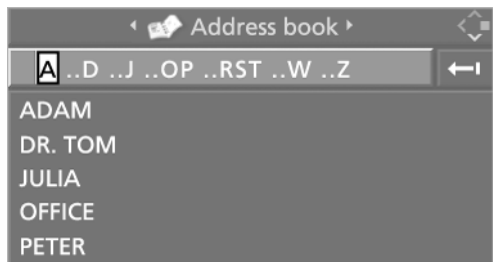 Address book
A ..D ..J ..OP ..RST ..W ..Z
ADAM
DR. TOM
JULIA
OFFICE
PETER